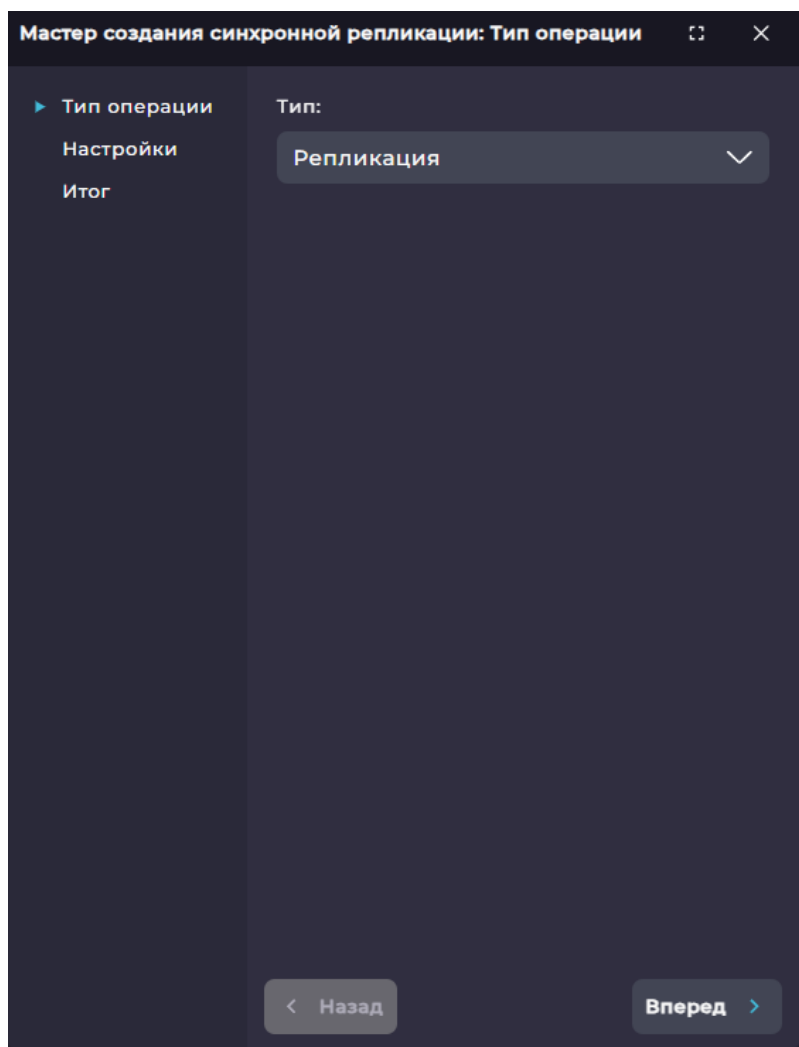 Мастер создания синхронной репликации: Тип операции
Тип операции
Настройки
Итог
Тип:
Репликация
Назад
Вперед